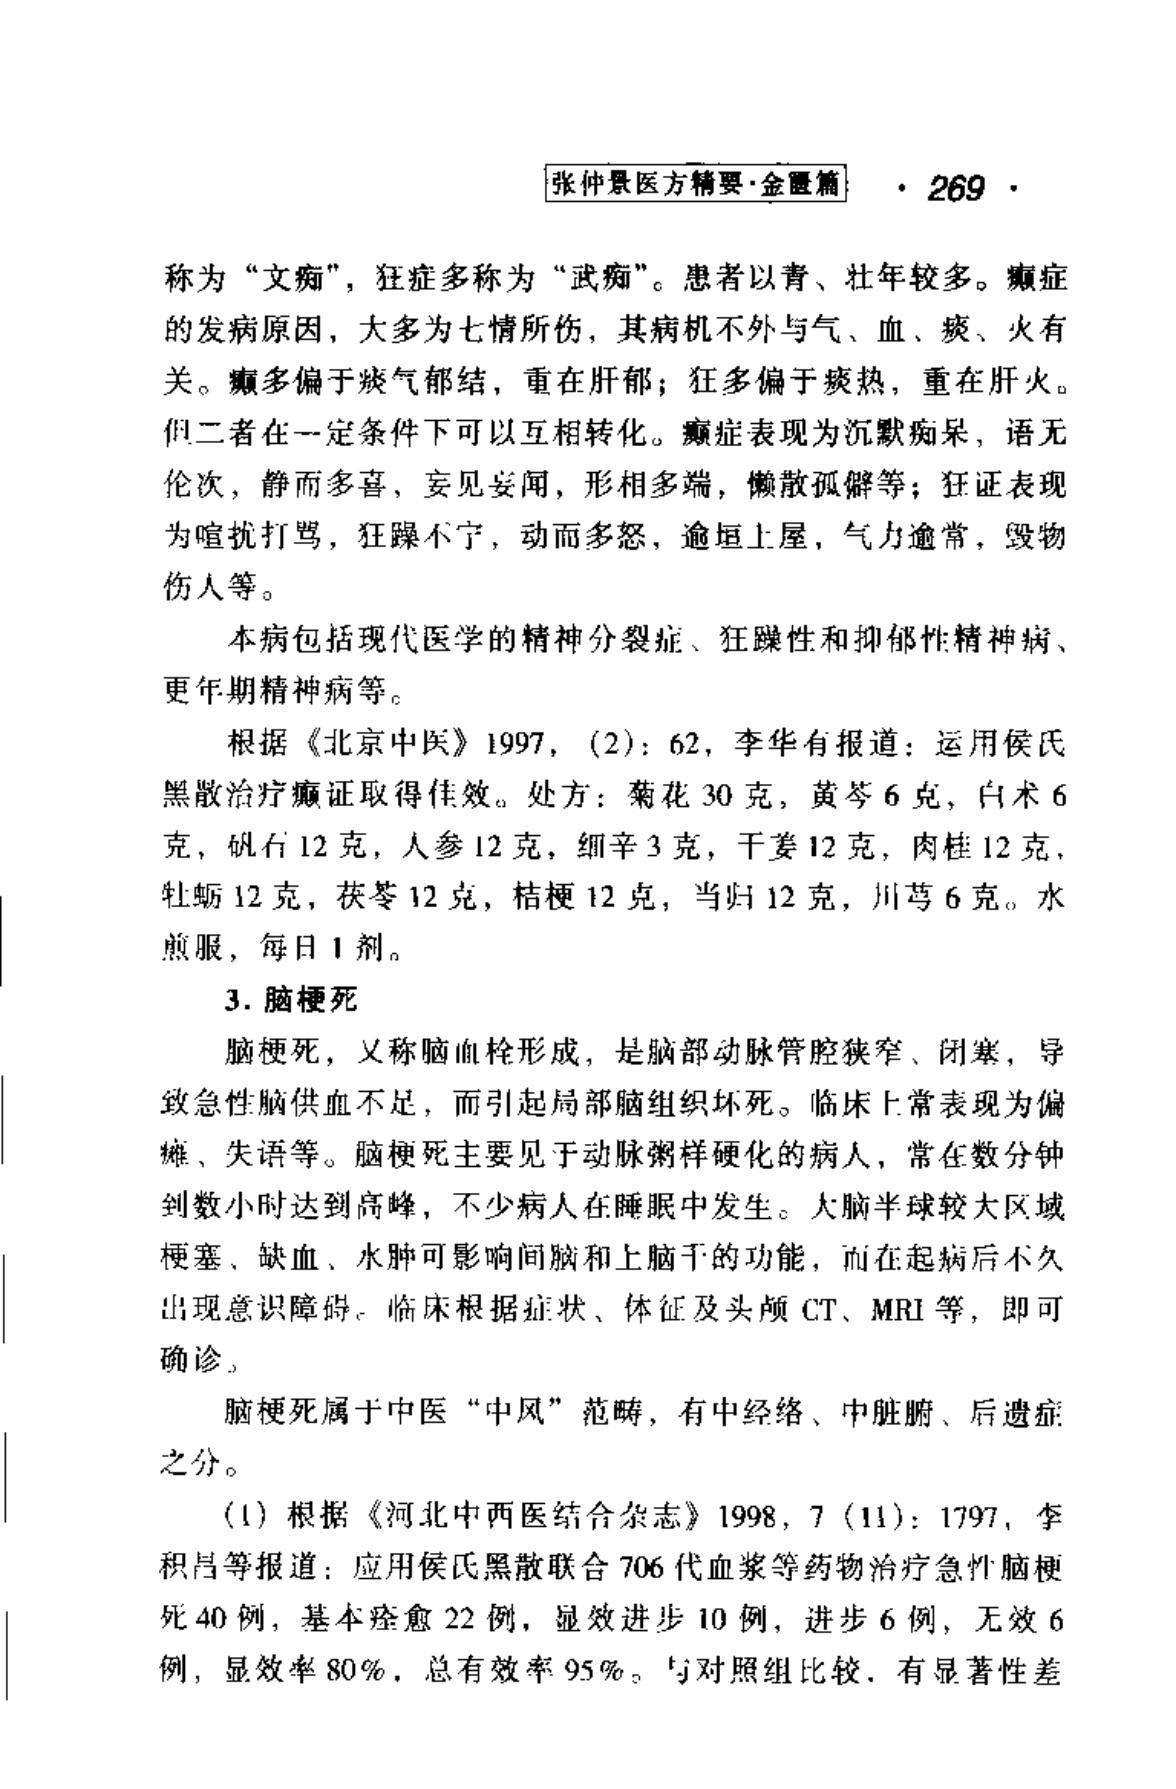 张仲景医方精要·金匮篇 · 269 ·
称为“文痴”，狂症多称为“武痴”。患者以青、壮年较多。癫症
的发病原因，大多为七情所伤，其病机不外与气、血、痰、火有
关。癫多偏于痰气郁结，重在肝郁；狂多偏于痰热，重在肝火。
但二者在一定条件下可以互相转化。癫症表现为沉默痴呆，语无
伦次，静而多喜，妄见妄闻，形相多端，懒散孤僻等；狂证表现
为喧扰打骂，狂躁不宁，动而多怒，逾垣上屋，气力逾常，毁物
伤人等。
本病包括现代医学的精神分裂症、狂躁性和抑郁性精神病、
更年期精神病等。
根据《北京中医》1997，（2）：62，李华有报道：运用侯氏
黑散治疗癫证取得佳效。处方：菊花 30 克，黄芩 6 克，白术 6
克，矾石 12 克，人参 12 克，细辛 3 克，干姜 12 克，肉桂 12 克，
牡蛎 12 克，茯苓 12 克，桔梗 12 克，当归 12 克，川芎 6 克。水
煎服，每日 1 剂。
3. 脑梗死
脑梗死，又称脑血栓形成，是脑部动脉管腔狭窄、闭塞，导
致急性脑供血不足，而引起局部脑组织坏死。临床上常表现为偏
瘫、失语等。脑梗死主要见于动脉粥样硬化的病人，常在数分钟
到数小时达到高峰，不少病人在睡眠中发生。大脑半球较大区域
梗塞、缺血、水肿可影响间脑和上脑干的功能，而在起病后不久
出现意识障碍。临床根据症状、体征及头颅 CT、MRI 等，即可
确诊。
脑梗死属于中医“中风”范畴，有中经络、中脏腑、后遗症
之分。
（1）根据《河北中西医结合杂志》1998，7（11）：1797，李
积昌等报道：应用侯氏黑散联合 706 代血浆等药物治疗急性脑梗
死 40 例，基本痊愈 22 例，显效进步 10 例，进步 6 例，无效 6
例，显效率 80%，总有效率 95%。与对照组比较，有显著性差